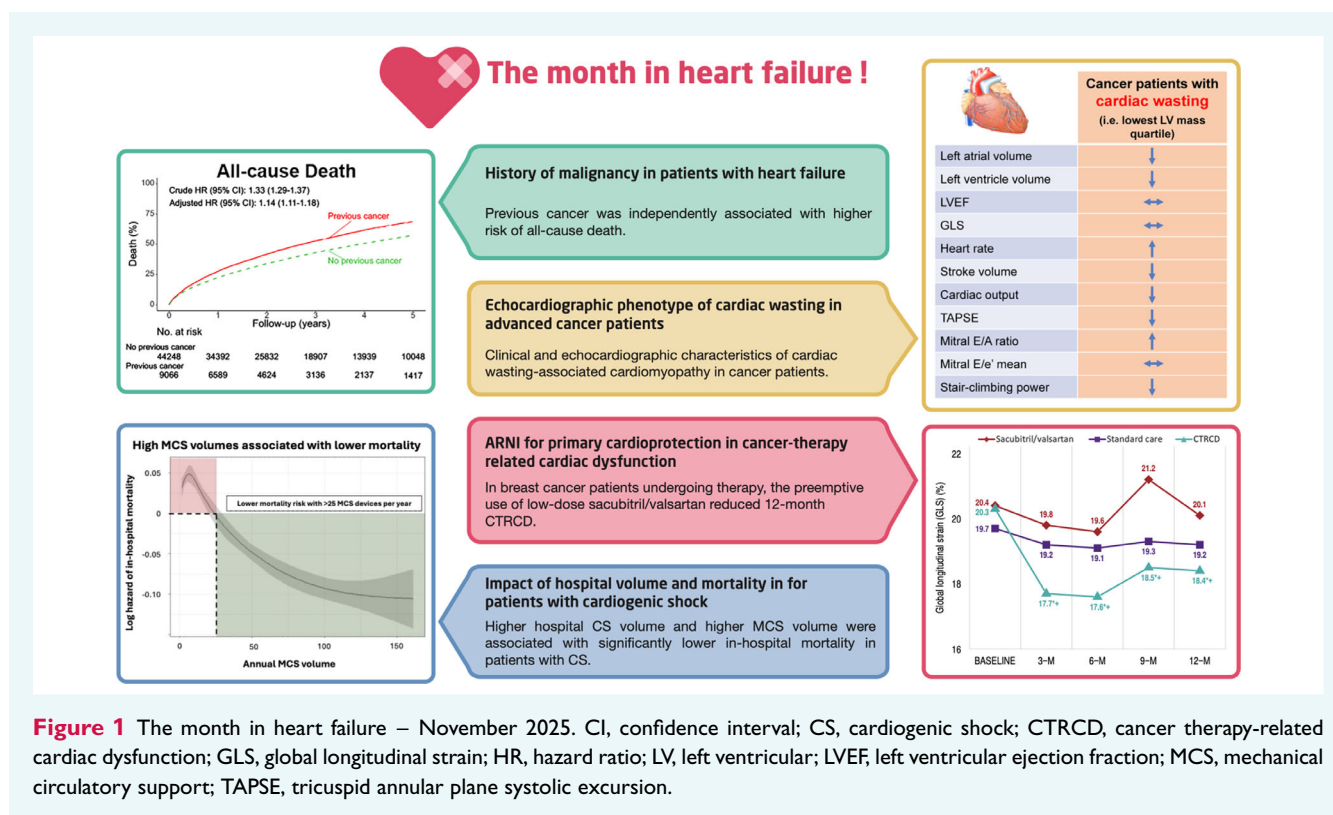 The month in heart failure !
All-cause Death
Crude HR (95% CI): 1.33 (1.29-1.37)
Adjusted HR (95% CI): 1.14 (1.11-1.18)
Previous cancer
No previous cancer
Death (%)
100
75
50
25
0
0 1 2 3 4 5
Follow-up (years)
No. at risk
No previous cancer
44248 34392 25832 18907 13939 10048
Previous cancer
9066 6589 4624 3136 2137 1417
History of malignancy in patients with heart failure
Previous cancer was independently associated with higher
risk of all-cause death.
Echocardiographic phenotype of cardiac wasting in
advanced cancer patients
Clinical and echocardiographic characteristics of cardiac
wasting-associated cardiomyopathy in cancer patients.
Cancer patients with
cardiac wasting
(i.e. lowest LV mass
quartile)
Left atrial volume ↓
Left ventricle volume ↓
LVEF ↔
GLS ↔
Heart rate ↑
Stroke volume ↓
Cardiac output ↓
TAPSE ↓
Mitral E/A ratio ↑
Mitral E/e' mean ↔
Stair-climbing power ↓
High MCS volumes associated with lower mortality
Lower mortality risk with >25 MCS devices per year
Log hazard of in-hospital mortality
0.05
0
-0.05
-0.10
0 50 100 150
Annual MCS volume
ARNI for primary cardioprotection in cancer-therapy
related cardiac dysfunction
In breast cancer patients undergoing therapy, the preemptive
use of low-dose sacubitril/valsartan reduced 12-month
CTRCD.
Impact of hospital volume and mortality in for
patients with cardiogenic shock
Higher hospital CS volume and higher MCS volume were
associated with significantly lower in-hospital mortality in
patients with CS.
Sacubitril/valsartan Standard care CTRCD
Global longitudinal strain (GLS) (%)
22
20
18
16
20.4 19.8 19.6 21.2 20.1
19.7 19.2 19.1 19.3 19.2
20.3 17.7*+ 17.6*+ 18.5*+ 18.4*+
BASELINE 3-M 6-M 9-M 12-M
Figure 1 The month in heart failure – November 2025. CI, confidence interval; CS, cardiogenic shock; CTRCD, cancer therapy-related
cardiac dysfunction; GLS, global longitudinal strain; HR, hazard ratio; LV, left ventricular; LVEF, left ventricular ejection fraction; MCS, mechanical
circulatory support; TAPSE, tricuspid annular plane systolic excursion.